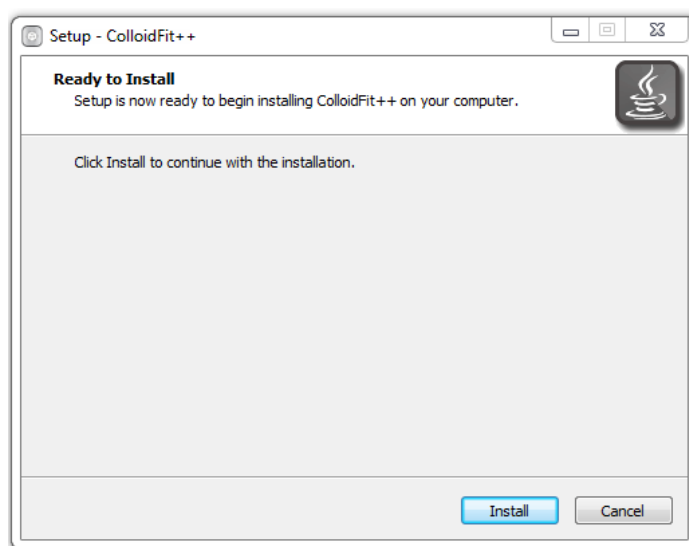 Setup - ColloidFit++
Ready to Install
Setup is now ready to begin installing ColloidFit++ on your computer.
Click Install to continue with the installation.
Install
Cancel